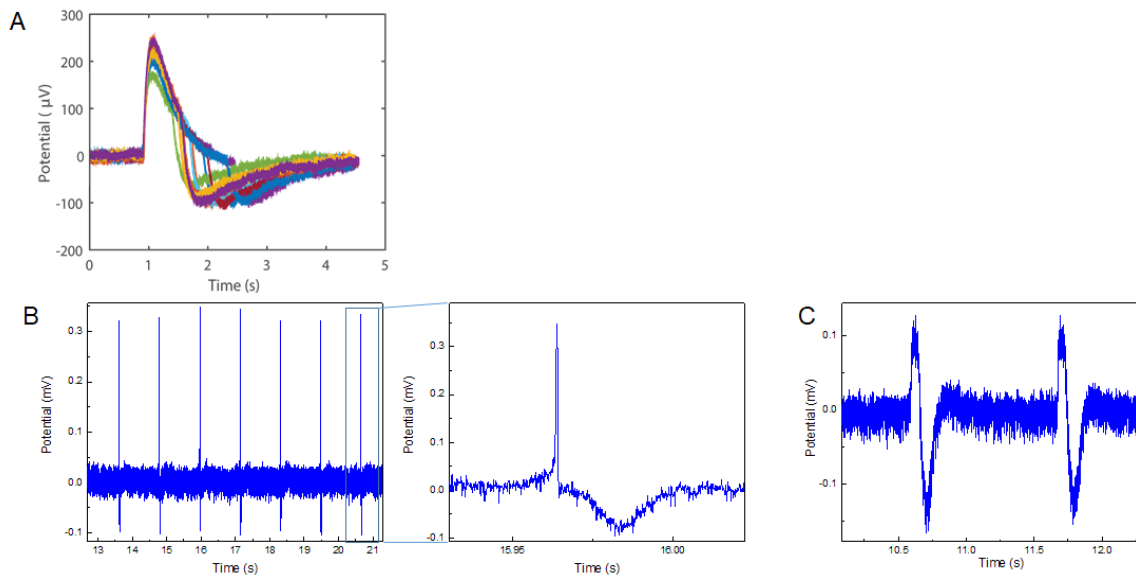 A
300
200
100
0
-100
-200
Potential ( µV)
0 1 2 3 4 5
Time (s)
B
0.3
0.2
0.1
0.0
-0.1
Potential (mV)
13 14 15 16 17 18 19 20 21
Time (s)
0.3
0.2
0.1
0.0
-0.1
Potential (mV)
15.95 16.00
Time (s)
C
0.1
0.0
-0.1
Potential (mV)
10.5 11.0 11.5 12.0
Time (s)